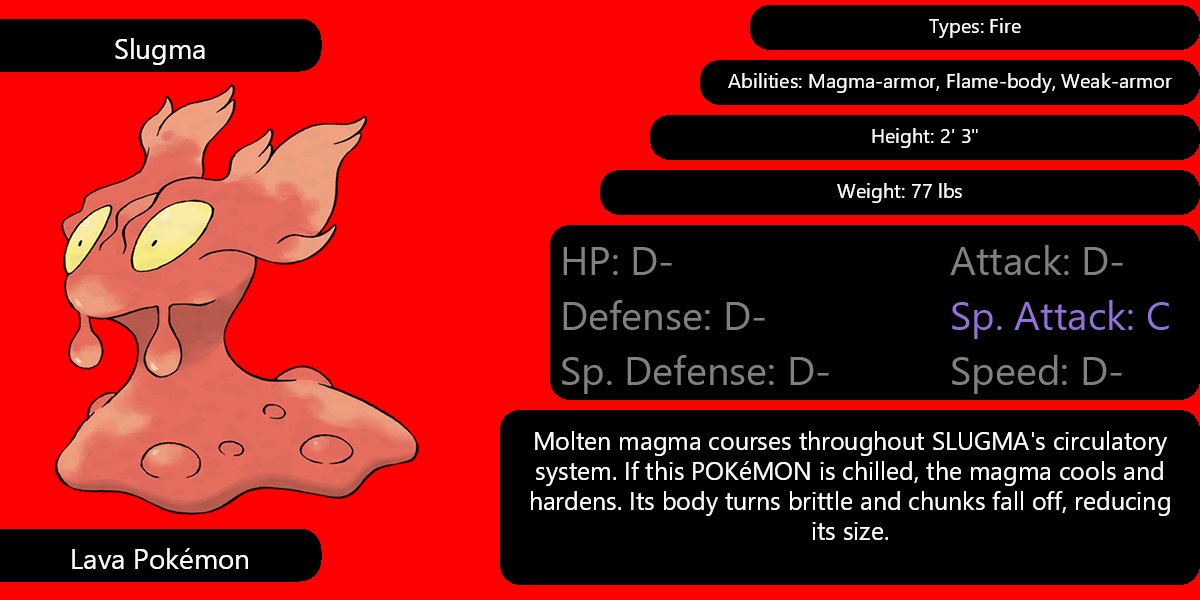 Slugma
Types: Fire
Abilities: Magma-armor, Flame-body, Weak-armor
Height: 2' 3"
Weight: 77 lbs
HP: D-
Attack: D-
Defense: D-
Sp. Attack: C
Sp. Defense: D-
Speed: D-
Molten magma courses throughout SLUGMA's circulatory
system. If this POKéMON is chilled, the magma cools and
hardens. Its body turns brittle and chunks fall off, reducing
its size.
Lava Pokémon